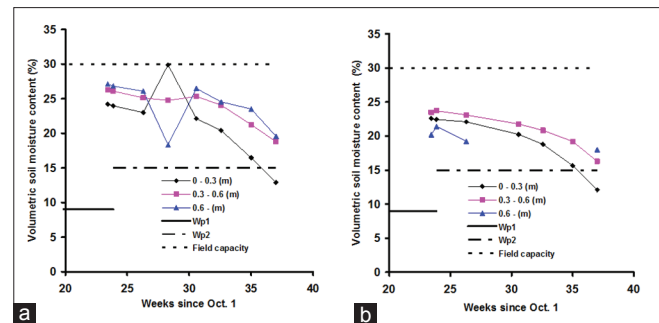 Volumetric soil moisture content (%)
35
30
25
20
15
10
5
0
0 - 0.3 (m)
0.3 - 0.6 (m)
0.6 - (m)
Wp1
Wp2
Field capacity
20
25
30
35
40
Weeks since Oct. 1
a
Volumetric soil moisture content (%)
35
30
25
20
15
10
5
0
0 - 0.3 (m)
0.3 - 0.6 (m)
0.6 - (m)
Wp1
Wp2
Field capacity
20
25
30
35
40
Weeks since Oct. 1
b